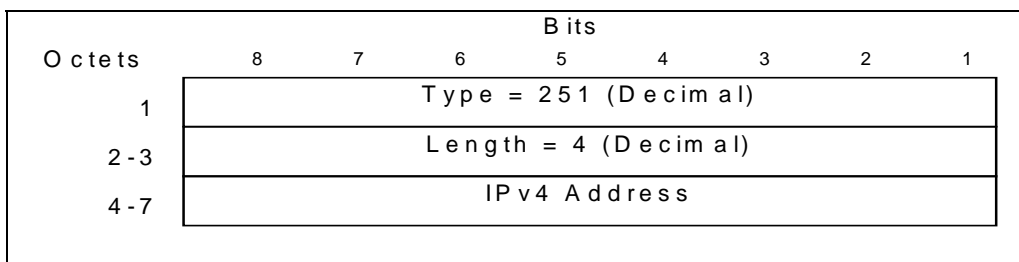 Bits
Octets 8 7 6 5 4 3 2 1
1 Type = 251 (Decimal)
2-3 Length = 4 (Decimal)
4-7 IPv4 Address